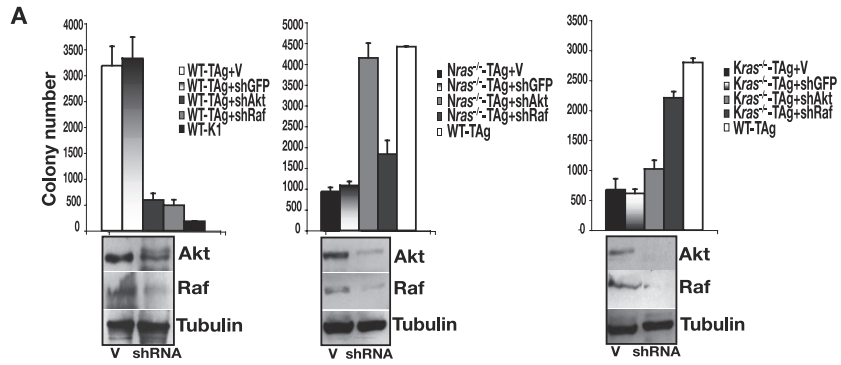 A
Colony number
4000
3500
3000
2500
2000
1500
1000
500
0
WT-TAg+V
WT-TAg+shGFP
WT-TAg+shAkt
WT-TAg+shRaf
WT-K1
Akt
Raf
Tubulin
V shRNA
5000
4500
4000
3500
3000
2500
2000
1500
1000
500
0
Nras-/--TAg+V
Nras-/--TAg+shGFP
Nras-/--TAg+shAkt
Nras-/--TAg+shRaf
WT-TAg
Akt
Raf
Tubulin
V shRNA
3500
3000
2500
2000
1500
1000
500
0
Kras-/--TAg+V
Kras-/--TAg+shGFP
Kras-/--TAg+shAkt
Kras-/--TAg+shRaf
WT-TAg
Akt
Raf
Tubulin
V shRNA